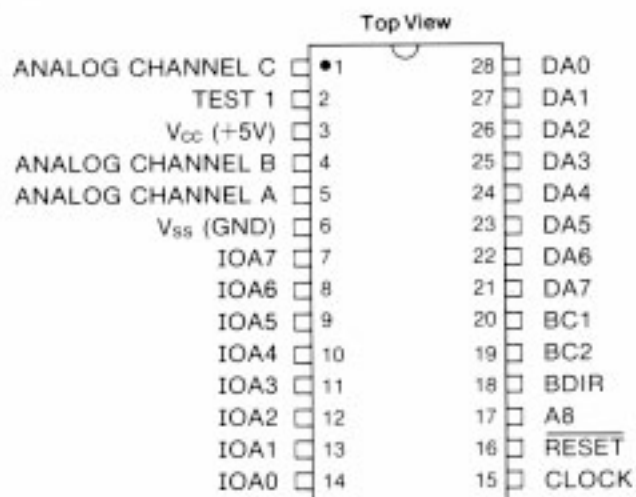 Top View
ANALOG CHANNEL C 1 28 DA0
TEST 1 2 27 DA1
Vcc (+5V) 3 26 DA2
ANALOG CHANNEL B 4 25 DA3
ANALOG CHANNEL A 5 24 DA4
Vss (GND) 6 23 DA5
IOA7 7 22 DA6
IOA6 8 21 DA7
IOA5 9 20 BC1
IOA4 10 19 BC2
IOA3 11 18 BDIR
IOA2 12 17 A8
IOA1 13 16 RESET
IOA0 14 15 CLOCK